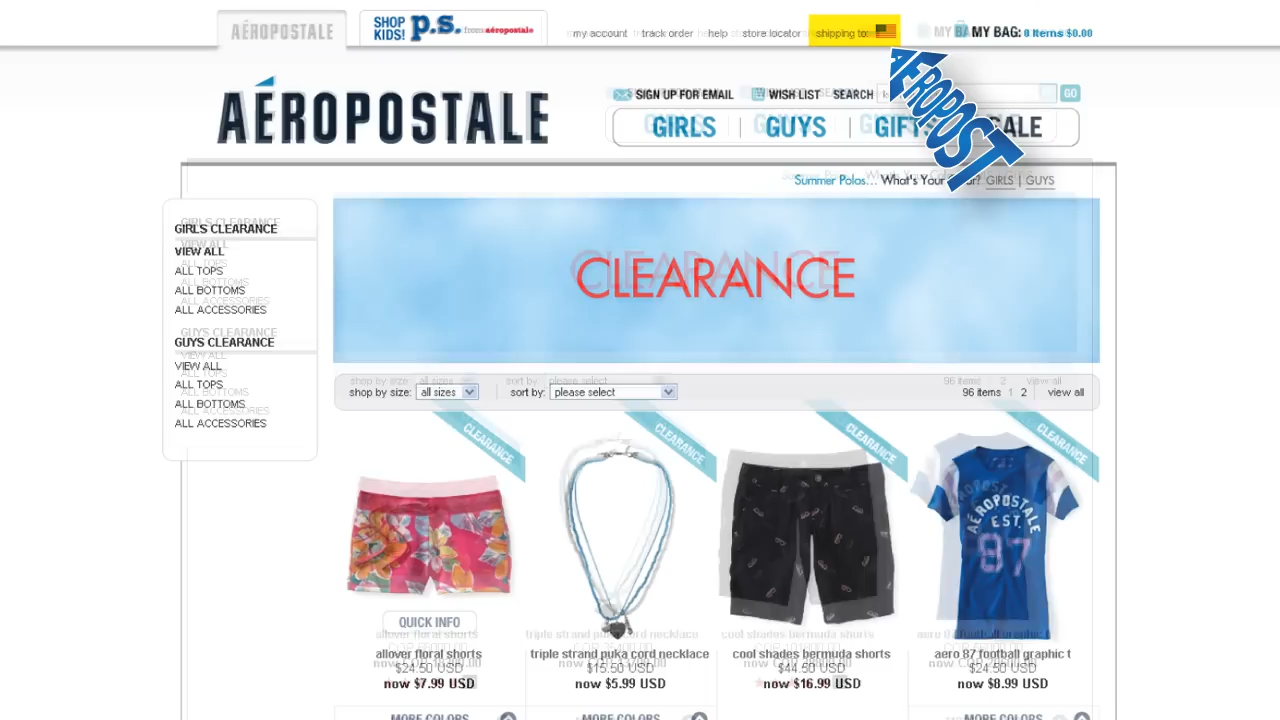 AÉROPOSTALE
SHOP KIDS! p.s. from aéropostale
my account track order help store locator shipping to:
MY BAG: 0 Items $0.00
AÉROPOST
AÉROPOSTALE
SIGN UP FOR EMAIL WISH LIST SEARCH GO
GIRLS | GUYS | GIFTS SALE
Summer Polos... What's Your Color? GIRLS | GUYS
GIRLS CLEARANCE
VIEW ALL
ALL TOPS
ALL BOTTOMS
ALL ACCESSORIES
GUYS CLEARANCE
VIEW ALL
ALL TOPS
ALL BOTTOMS
ALL ACCESSORIES
CLEARANCE
shop by size: all sizes sort by: please select 96 items 1 2 view all
CLEARANCE CLEARANCE CLEARANCE CLEARANCE
AÉROPOSTALE
EST.
87
QUICK INFO
allover floral shorts
$24.50 USD
now $7.99 USD
MORE COLORS
triple strand puka cord necklace
$15.50 USD
now $5.99 USD
MORE COLORS
cool shades bermuda shorts
$44.50 USD
now $16.99 USD
MORE COLORS
aero 87 football graphic t
$24.50 USD
now $8.99 USD
MORE COLORS